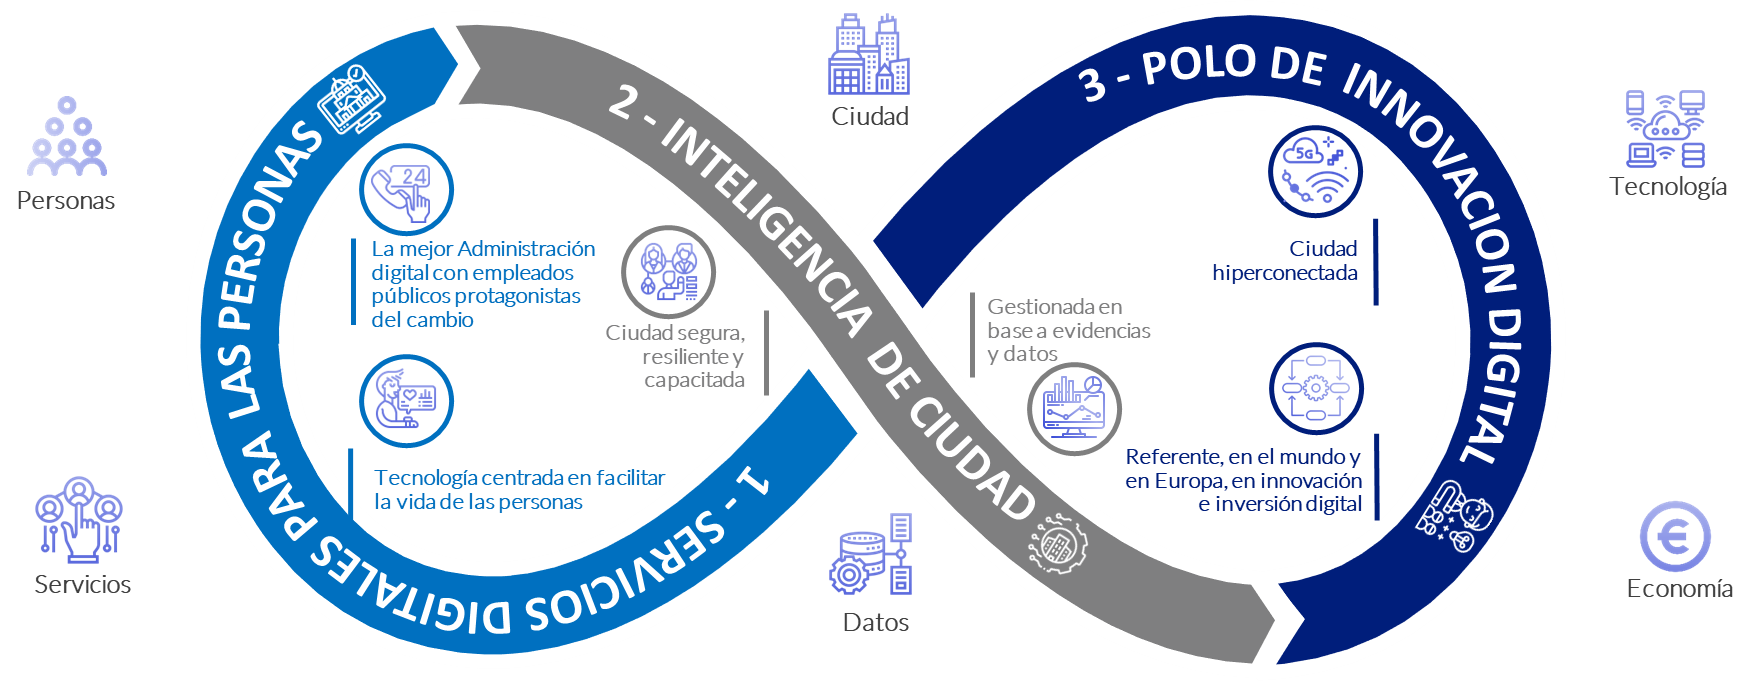 Personas
Servicios
1 - SERVICIOS DIGITALES PARA LAS PERSONAS
24
La mejor Administración
digital con empleados
públicos protagonistas
del cambio
Tecnología centrada en facilitar
la vida de las personas
2 - INTELIGENCIA DE CIUDAD
Ciudad segura,
resiliente y
capacitada
Gestionada en
base a evidencias
y datos
Ciudad
Datos
3 - POLO DE INNOVACION DIGITAL
5G
Ciudad
hiperconectada
Referente, en el mundo y
en Europa, en innovación
e inversión digital
Tecnología
€
Economía